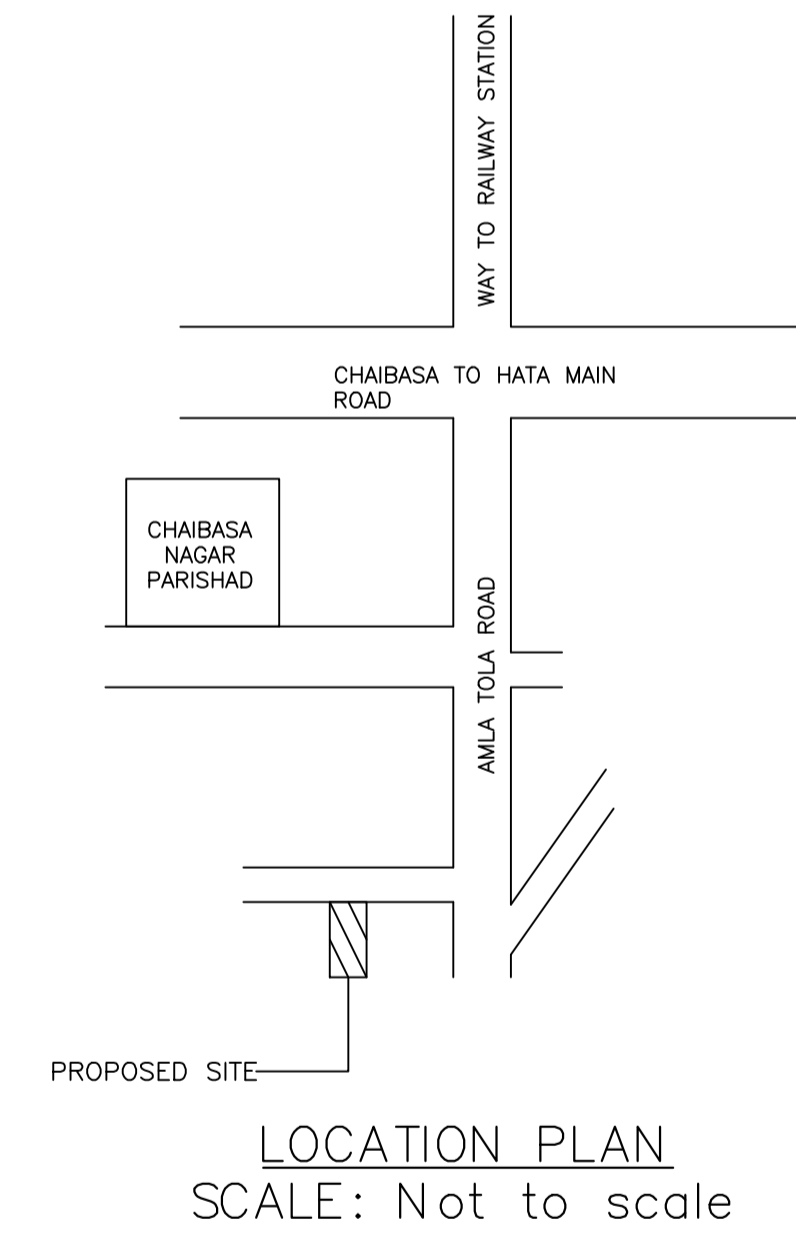 WAY TO RAILWAY STATION
CHAIBASA TO HATA MAIN
ROAD
CHAIBASA
NAGAR
PARISHAD
AMLA TOLA ROAD
PROPOSED SITE
LOCATION PLAN
SCALE: Not to scale